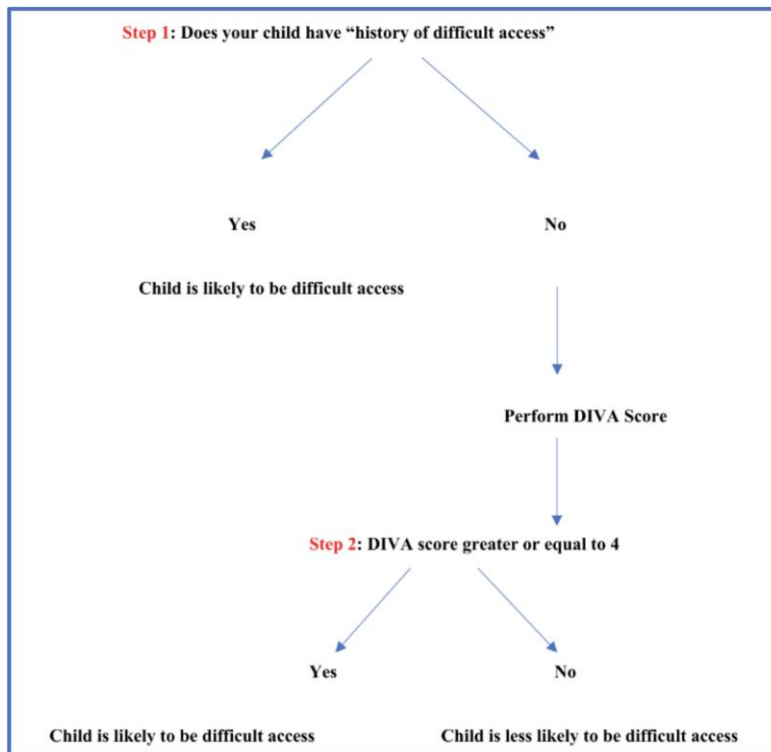 Step 1: Does your child have “history of difficult access”
Yes
No
Child is likely to be difficult access
Perform DIVA Score
Step 2: DIVA score greater or equal to 4
Yes
No
Child is likely to be difficult access
Child is less likely to be difficult access